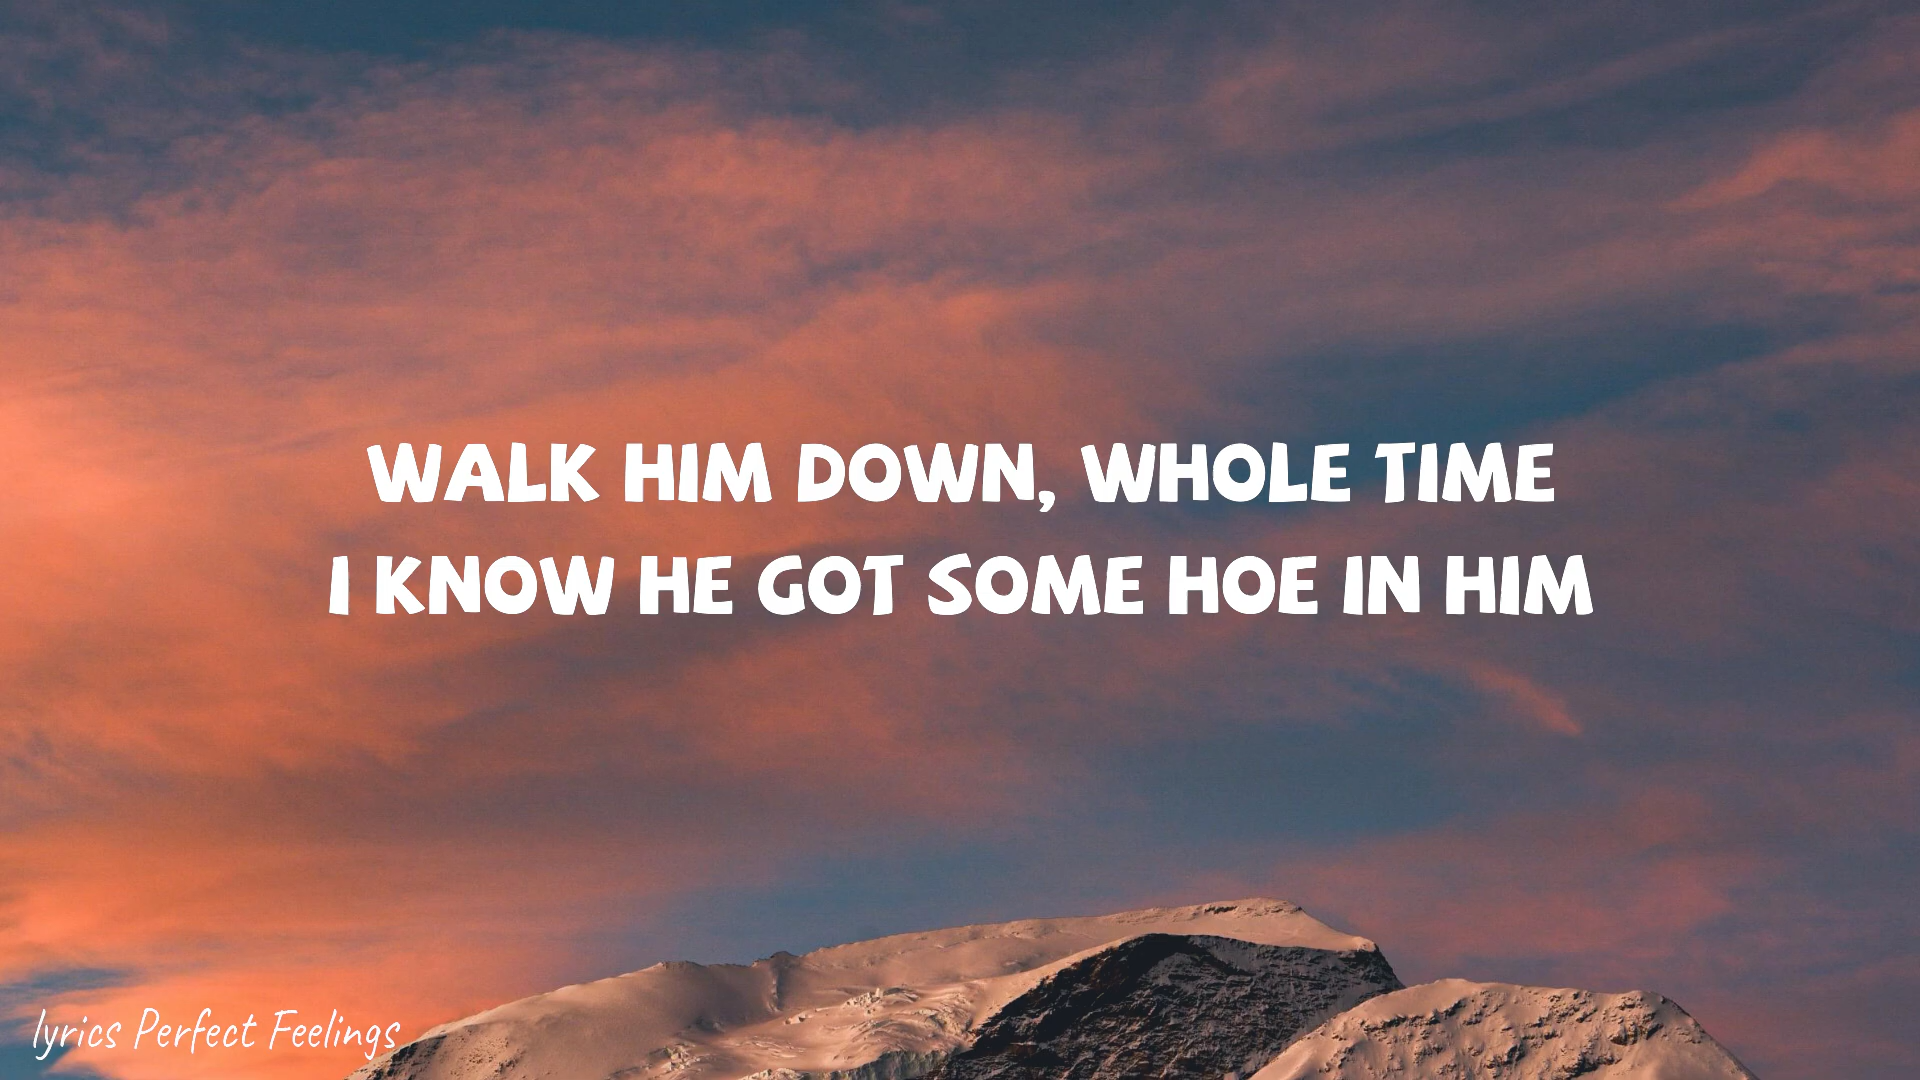 WALK HIM DOWN, WHOLE TIME
I KNOW HE GOT SOME HOE IN HIM
lyrics Perfect Feelings